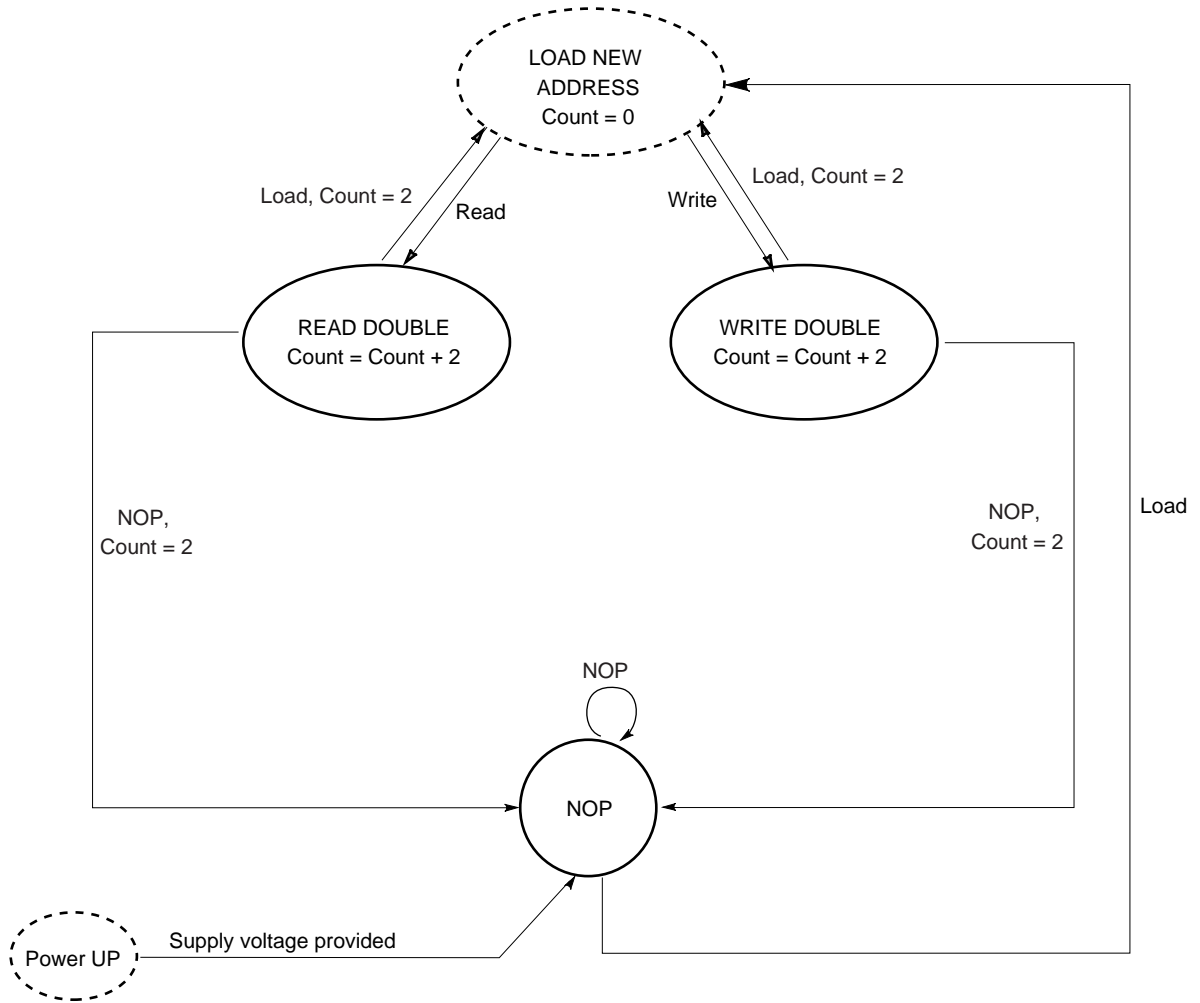 LOAD NEW
ADDRESS
Count = 0
Load, Count = 2
Read
Write
Load, Count = 2
READ DOUBLE
Count = Count + 2
WRITE DOUBLE
Count = Count + 2
NOP,
Count = 2
NOP,
Count = 2
Load
NOP
NOP
Supply voltage provided
Power UP